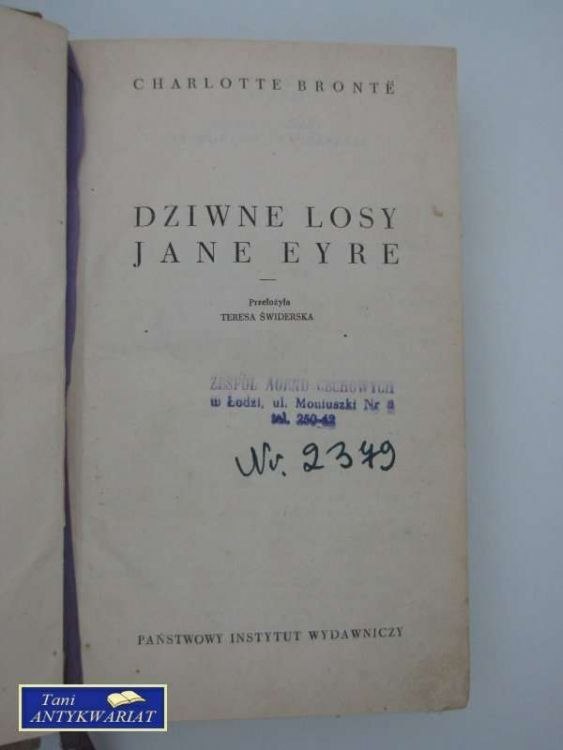 CHARLOTTE BRONTË
DZIWNE LOSY
JANE EYRE
Przełożyła
TERESA ŚWIDERSKA
ZESPÓŁ AGEND CECHOWYCH
w Łodzi, ul. Moniuszki Nr 8
tel. 250-42
Nr. 2379
PAŃSTWOWY INSTYTUT WYDAWNICZY
Tani
ANTYKWARIAT